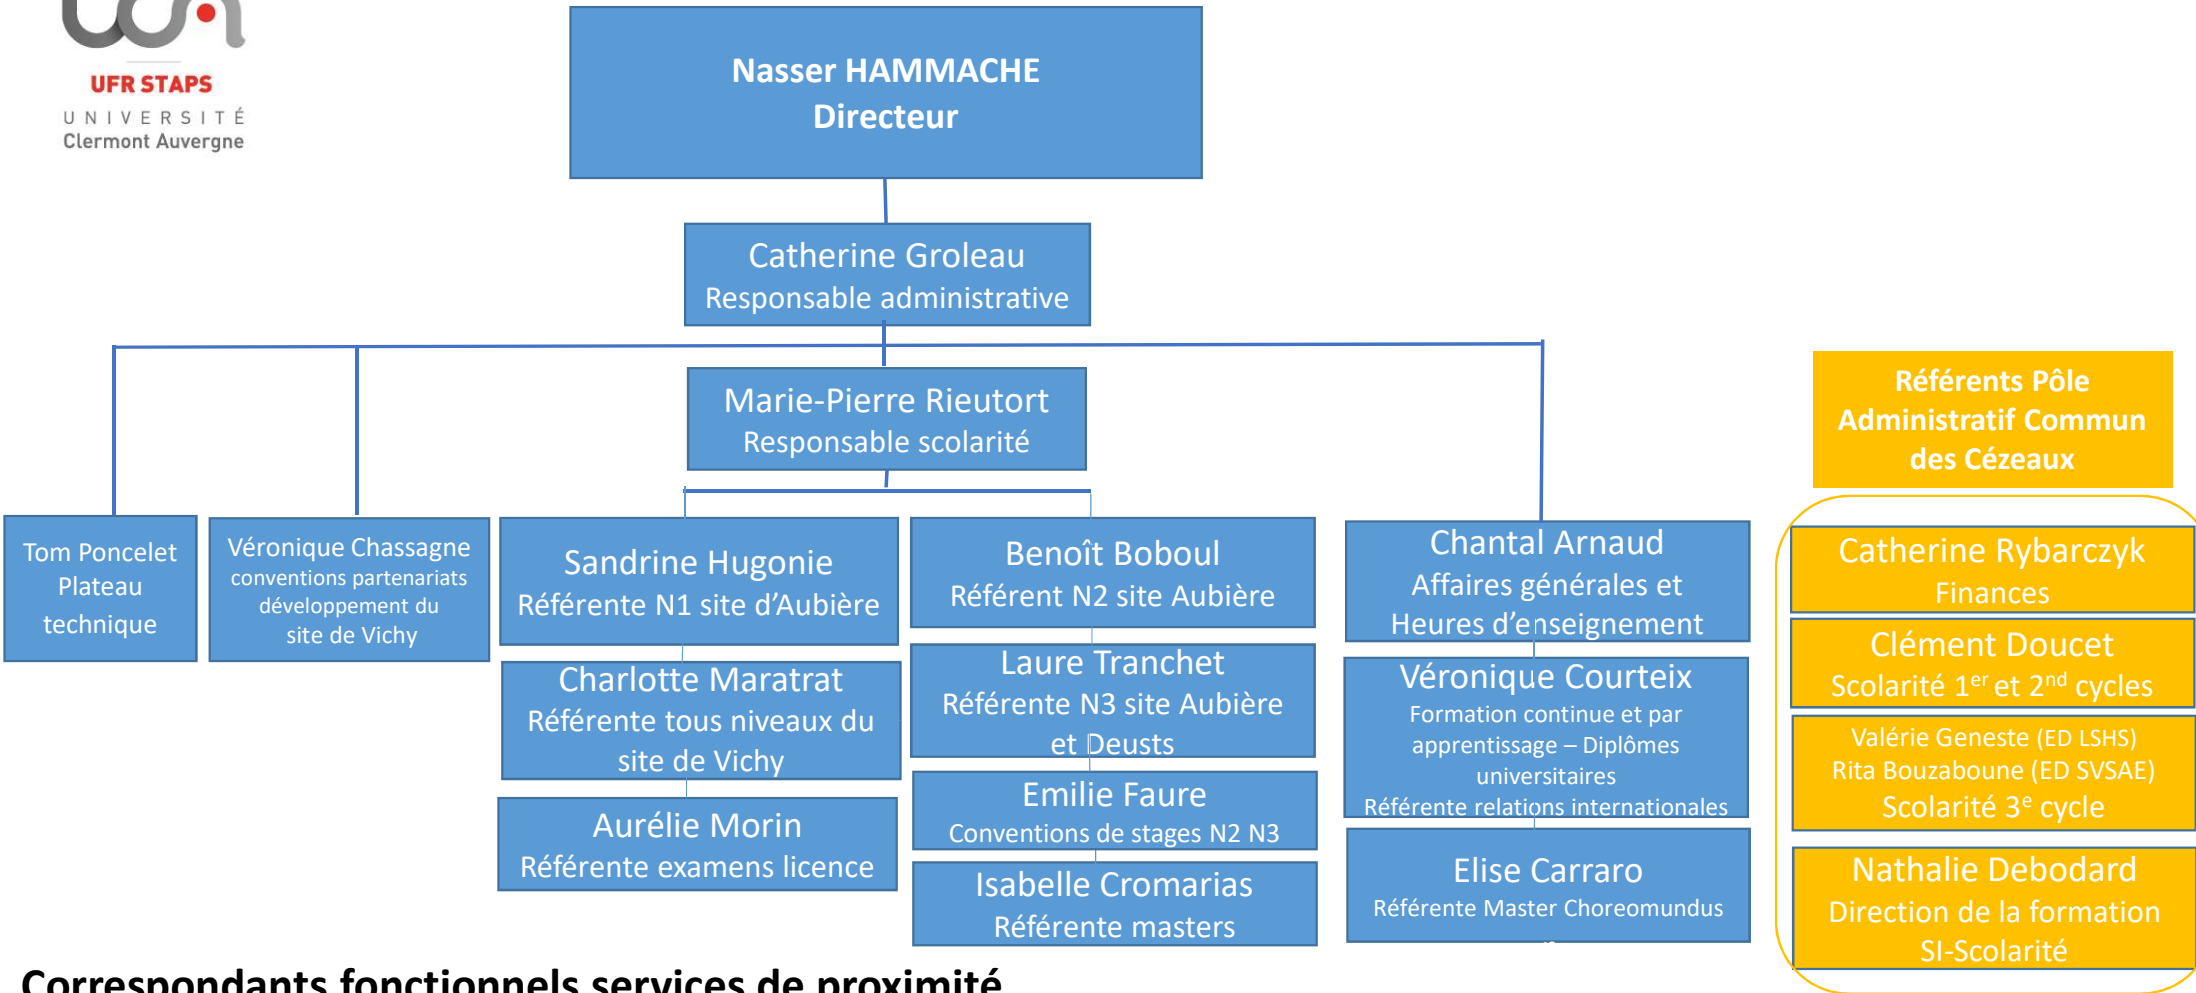 UFR STAPS
UNIVERSITÉ
Clermont Auvergne
Nasser HAMMACHE
Directeur
Catherine Groleau
Responsable administrative
Marie-Pierre Rieutort
Responsable scolarité
Tom Poncelet
Plateau
technique
Véronique Chassagne
conventions partenariats
développement du
site de Vichy
Sandrine Hugonie
Référente N1 site d’Aubière
Charlotte Maratrat
Référente tous niveaux du
site de Vichy
Aurélie Morin
Référente examens licence
Benoît Boboul
Référent N2 site Aubière
Laure Tranchet
Référente N3 site Aubière
et Deusts
Emilie Faure
Conventions de stages N2 N3
Isabelle Cromarias
Référente masters
Chantal Arnaud
Affaires générales et
Heures d’enseignement
Véronique Courteix
Formation continue et par
apprentissage – Diplômes
universitaires
Référente relations internationales
Elise Carraro
Référente Master Choreomundus
Référents Pôle
Administratif Commun
des Cézeaux
Catherine Rybarczyk
Finances
Clément Doucet
Scolarité 1er et 2nd cycles
Valérie Geneste (ED LSHS)
Rita Bouzaboune (ED SVSAE)
Scolarité 3e cycle
Nathalie Debodard
Direction de la formation
SI-Scolarité
Correspondants fonctionnels services de proximité